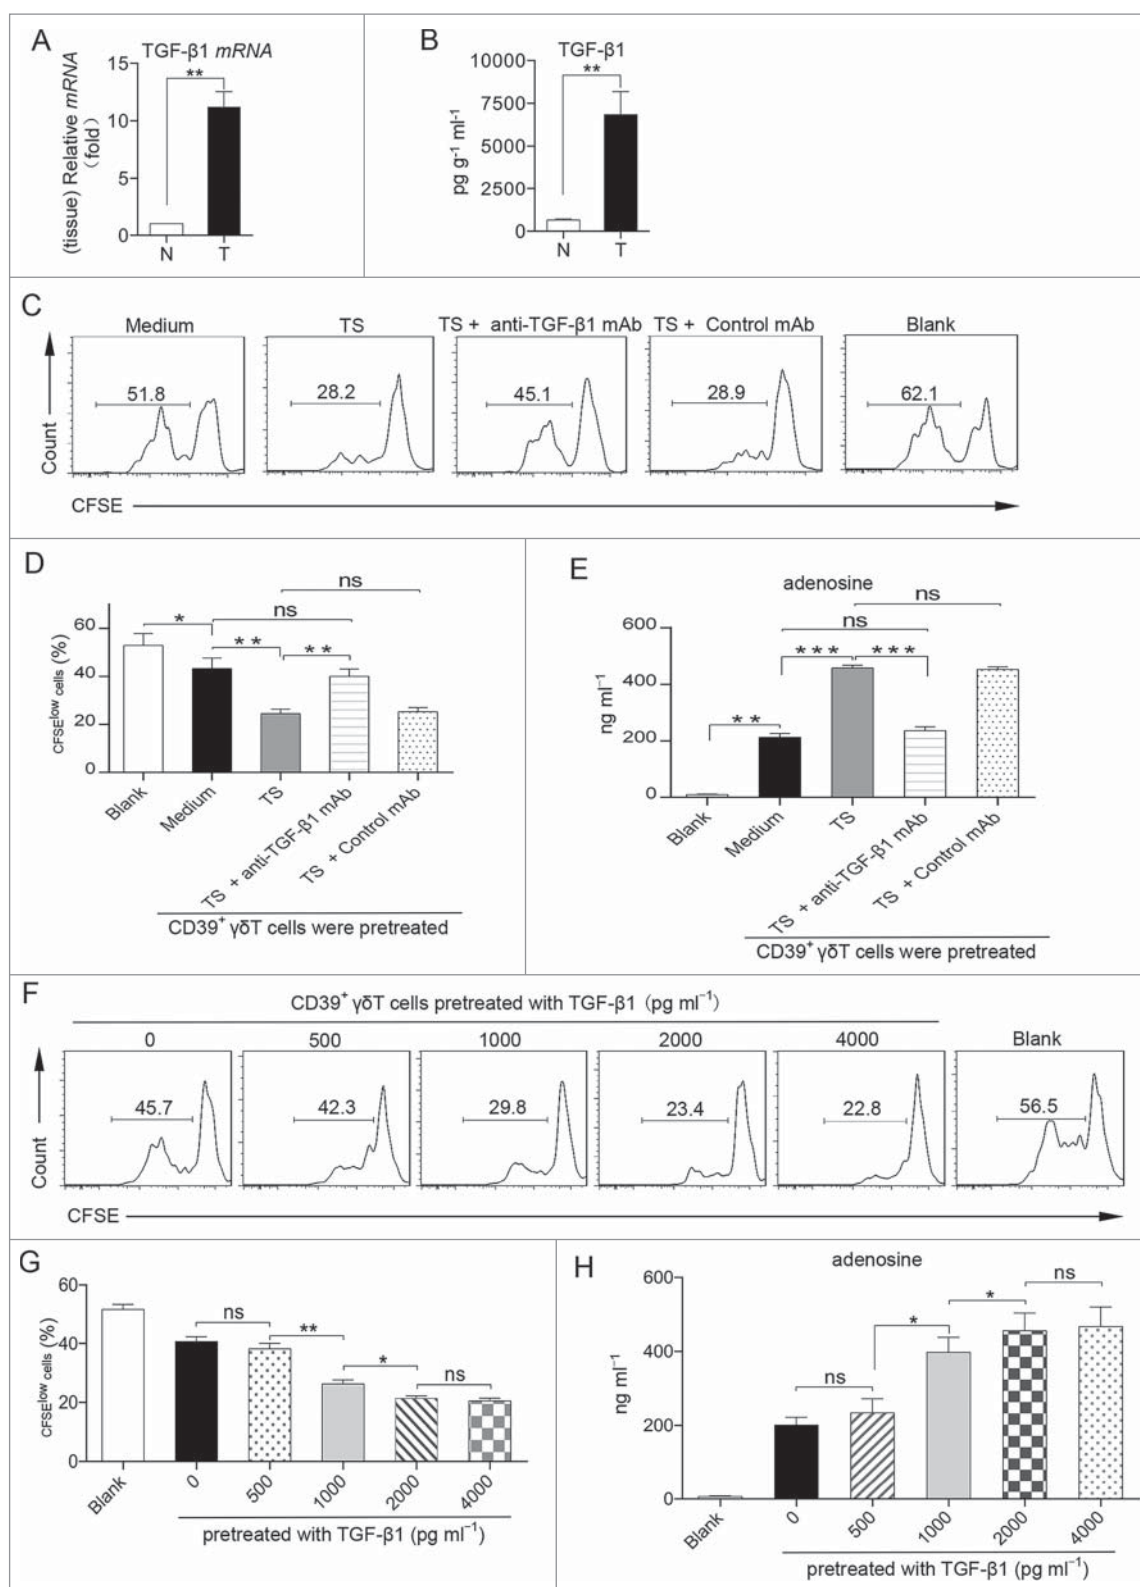 A
TGF-β1 mRNA
(tissue) Relative mRNA
(fold)
15
10
5
0
**
N
T
B
TGF-β1
pg g⁻¹ ml⁻¹
10000
7500
5000
2500
0
**
N
T
C
Medium
TS
TS + anti-TGF-β1 mAb
TS + Control mAb
Blank
51.8
28.2
45.1
28.9
62.1
Count
CFSE
D
CFSE^low cells (%)
60
40
20
0
ns
* ns
** **
Blank
Medium
TS
TS + anti-TGF-β1 mAb
TS + Control mAb
CD39⁺ γδT cells were pretreated
E
adenosine
ng ml⁻¹
600
400
200
0
ns
ns
*** ***
**
Blank
Medium
TS
TS + anti-TGF-β1 mAb
TS + Control mAb
CD39⁺ γδT cells were pretreated
F
CD39⁺ γδT cells pretreated with TGF-β1 (pg ml⁻¹)
0
500
1000
2000
4000
Blank
45.7
42.3
29.8
23.4
22.8
56.5
Count
CFSE
G
CFSE^low cells (%)
60
40
20
0
ns
**
*
ns
Blank
0
500
1000
2000
4000
pretreated with TGF-β1 (pg ml⁻¹)
H
adenosine
ng ml⁻¹
600
400
200
0
ns
*
*
ns
Blank
0
500
1000
2000
4000
pretreated with TGF-β1 (pg ml⁻¹)